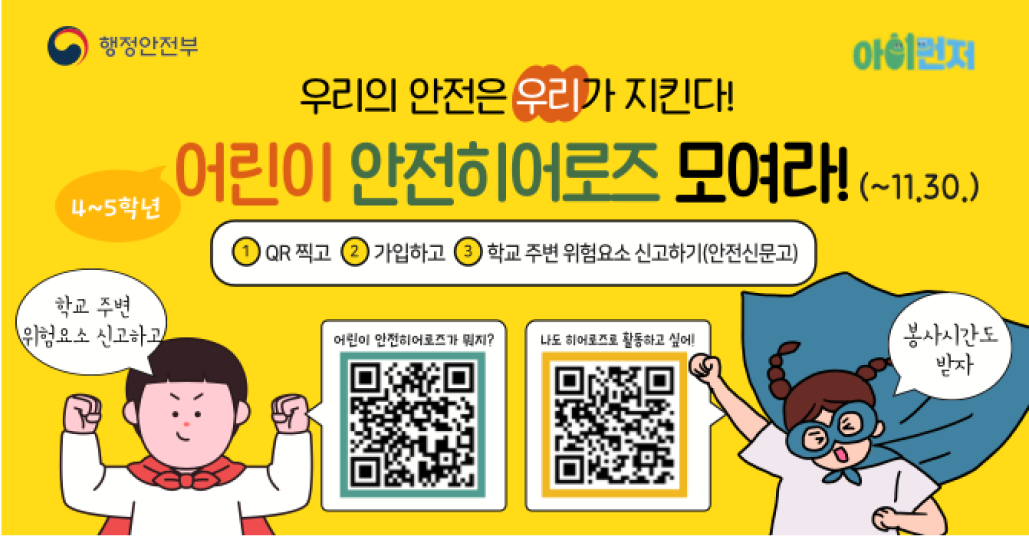 행정안전부
아이먼저
우리의 안전은 우리가 지킨다!
어린이 안전히어로즈 모여라! (~11.30.)
4~5학년
1 QR 찍고 2 가입하고 3 학교 주변 위험요소 신고하기(안전신문고)
학교 주변
위험요소 신고하고
어린이 안전히어로즈가 뭐지?
나도 히어로즈로 활동하고 싶어!
봉사시간도
받자